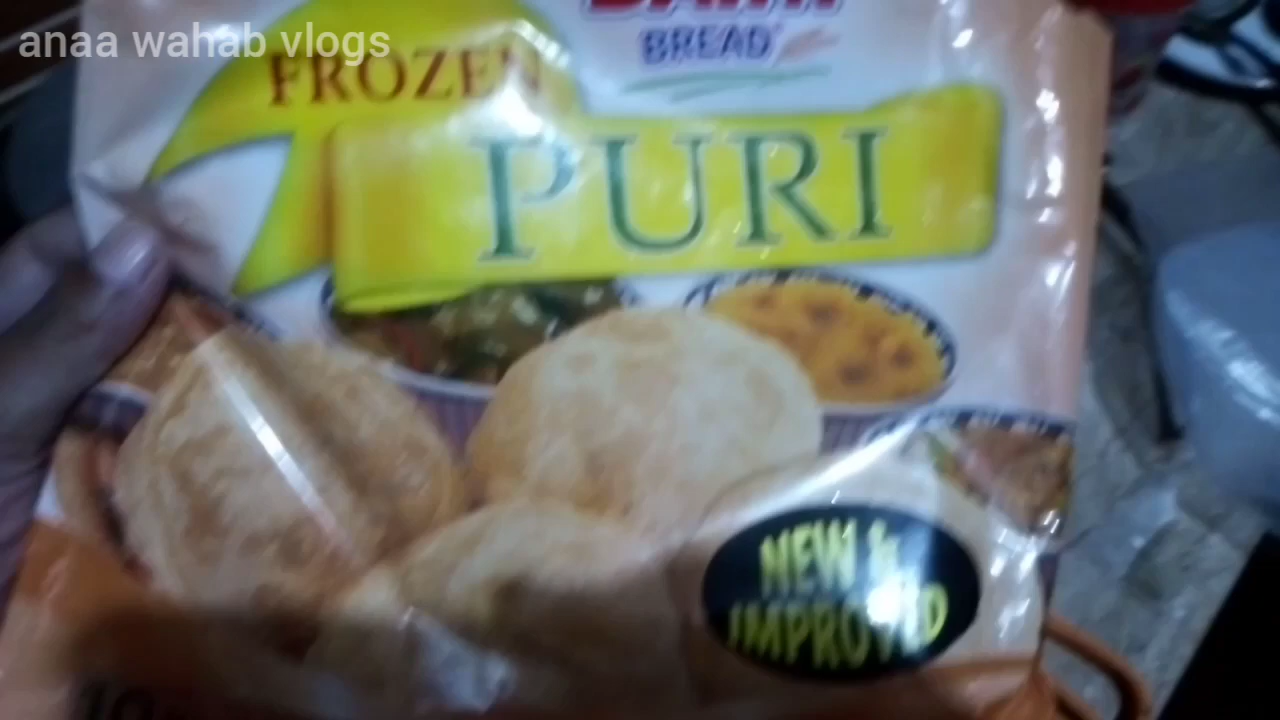 anaa wahab vlogs
BREAD
FROZEN
PURI
NEW &
IMPROVED